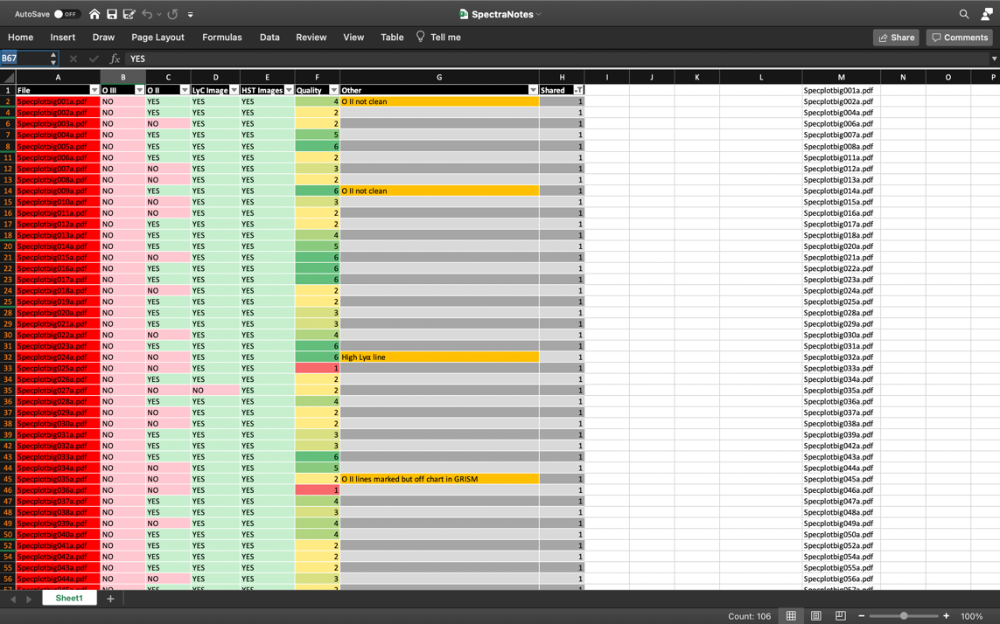 AutoSave OFF SpectraNotes
Home Insert Draw Page Layout Formulas Data Review View Table Tell me Share Comments
B67 fx YES
A B C D E F G H I J K L M N O P
1 File O III O II LyC Image HST Images Quality Other Shared Specplotbig001a.pdf
2 Specplotbig001a.pdf NO YES YES YES 4 O II not clean 1 Specplotbig002a.pdf
4 Specplotbig002a.pdf NO YES YES YES 2 1 Specplotbig004a.pdf
6 Specplotbig003a.pdf NO NO YES YES 2 1 Specplotbig006a.pdf
7 Specplotbig004a.pdf NO YES YES YES 5 1 Specplotbig007a.pdf
8 Specplotbig005a.pdf NO YES YES YES 6 1 Specplotbig008a.pdf
11 Specplotbig006a.pdf NO YES YES YES 2 1 Specplotbig011a.pdf
12 Specplotbig007a.pdf NO NO YES YES 3 1 Specplotbig012a.pdf
13 Specplotbig008a.pdf NO NO YES YES 2 1 Specplotbig013a.pdf
14 Specplotbig009a.pdf NO YES YES YES 6 O II not clean 1 Specplotbig014a.pdf
15 Specplotbig010a.pdf NO NO YES YES 3 1 Specplotbig015a.pdf
16 Specplotbig011a.pdf NO NO YES YES 2 1 Specplotbig016a.pdf
17 Specplotbig012a.pdf NO YES YES YES 2 1 Specplotbig017a.pdf
18 Specplotbig013a.pdf NO YES YES YES 4 1 Specplotbig018a.pdf
20 Specplotbig014a.pdf NO YES YES YES 5 1 Specplotbig020a.pdf
21 Specplotbig015a.pdf NO NO YES YES 6 1 Specplotbig021a.pdf
22 Specplotbig016a.pdf NO YES YES YES 6 1 Specplotbig022a.pdf
23 Specplotbig017a.pdf NO YES YES YES 6 1 Specplotbig023a.pdf
24 Specplotbig018a.pdf NO NO YES YES 2 1 Specplotbig024a.pdf
25 Specplotbig019a.pdf NO YES YES YES 2 1 Specplotbig025a.pdf
28 Specplotbig020a.pdf NO YES YES YES 3 1 Specplotbig028a.pdf
29 Specplotbig021a.pdf NO YES YES YES 3 1 Specplotbig029a.pdf
30 Specplotbig022a.pdf NO NO YES YES 4 1 Specplotbig030a.pdf
31 Specplotbig023a.pdf NO YES YES YES 6 1 Specplotbig031a.pdf
32 Specplotbig024a.pdf NO NO YES YES 6 High Lyα line 1 Specplotbig032a.pdf
33 Specplotbig025a.pdf NO NO YES YES 1 1 Specplotbig033a.pdf
34 Specplotbig026a.pdf NO YES YES YES 2 1 Specplotbig034a.pdf
35 Specplotbig027a.pdf NO NO NO YES 2 1 Specplotbig035a.pdf
36 Specplotbig028a.pdf NO YES YES YES 4 1 Specplotbig036a.pdf
37 Specplotbig029a.pdf NO NO YES YES 2 1 Specplotbig037a.pdf
38 Specplotbig030a.pdf NO NO YES YES 2 1 Specplotbig038a.pdf
39 Specplotbig031a.pdf NO YES YES YES 3 1 Specplotbig039a.pdf
42 Specplotbig032a.pdf NO YES YES YES 3 1 Specplotbig042a.pdf
43 Specplotbig033a.pdf NO YES YES YES 6 1 Specplotbig043a.pdf
44 Specplotbig034a.pdf NO NO YES YES 5 1 Specplotbig044a.pdf
45 Specplotbig035a.pdf NO NO YES YES 2 O II lines marked but off chart in GRISM 1 Specplotbig045a.pdf
46 Specplotbig036a.pdf NO NO YES YES 1 1 Specplotbig046a.pdf
47 Specplotbig037a.pdf NO YES YES YES 4 1 Specplotbig047a.pdf
48 Specplotbig038a.pdf NO YES YES YES 3 1 Specplotbig048a.pdf
49 Specplotbig039a.pdf NO NO YES YES 4 1 Specplotbig049a.pdf
50 Specplotbig040a.pdf NO YES YES YES 4 1 Specplotbig050a.pdf
52 Specplotbig041a.pdf NO YES YES YES 2 1 Specplotbig052a.pdf
54 Specplotbig042a.pdf NO YES YES YES 2 1 Specplotbig054a.pdf
55 Specplotbig043a.pdf NO YES YES YES 2 1 Specplotbig055a.pdf
56 Specplotbig044a.pdf NO NO YES YES 3 1 Specplotbig056a.pdf
Sheet1 +
Count: 106 100%